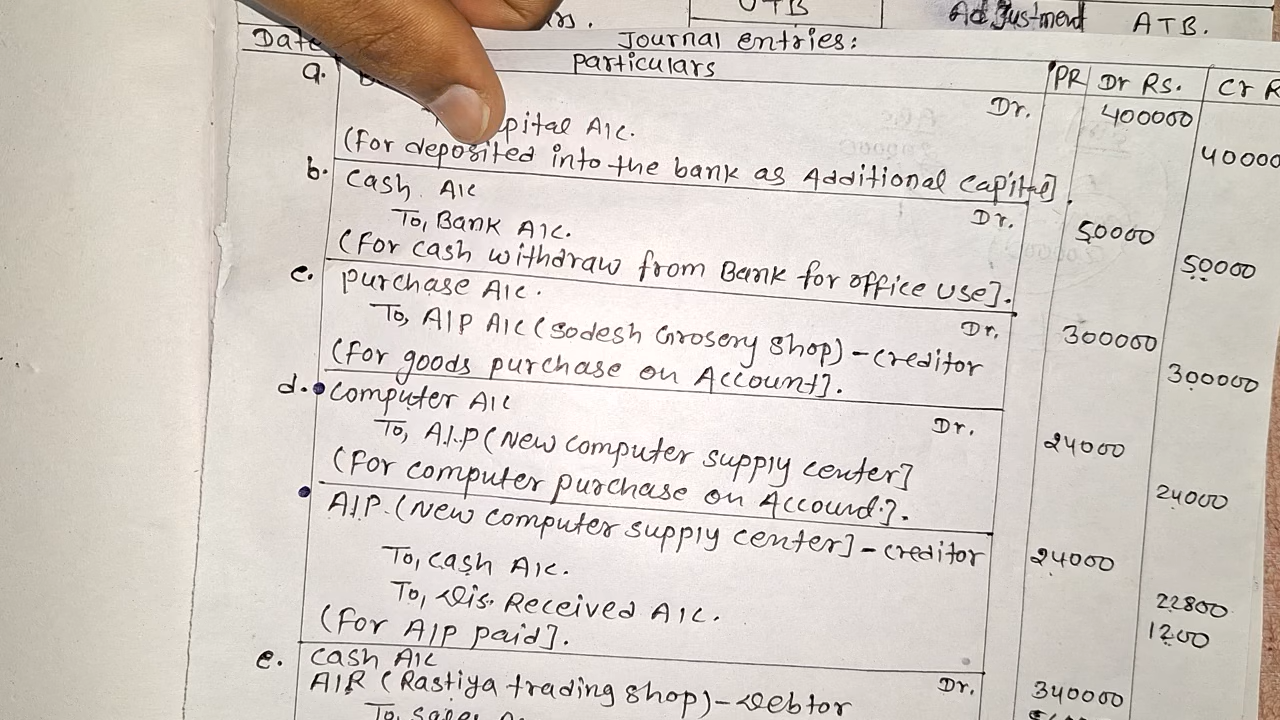 UTB Adjustment ATB.
Journal entries:
Date Particulars PR Dr Rs. Cr R
a. Dr. 400000
pital A/c. 40000
(For deposited into the bank as Additional capital].
b. Cash A/c Dr. 50000
To, Bank A/c. 50000
(For cash withdraw from Bank for office use].
c. purchase A/c. Dr. 300000
To, A/P A/c (Sodesh Grosery shop) - creditor 300000
(For goods purchase on Account].
d. Computer A/c Dr. 24000
To, A/P (New computer supply center] 24000
(For computer purchase on Accound.].
A/P. (New computer supply center] - creditor 24000
To, cash A/c. 22800
To, Dis. Received A/c. 1200
(For A/P paid].
e. Cash A/c Dr. 340000
A/R (Rastiya trading shop) - Debtor
To,